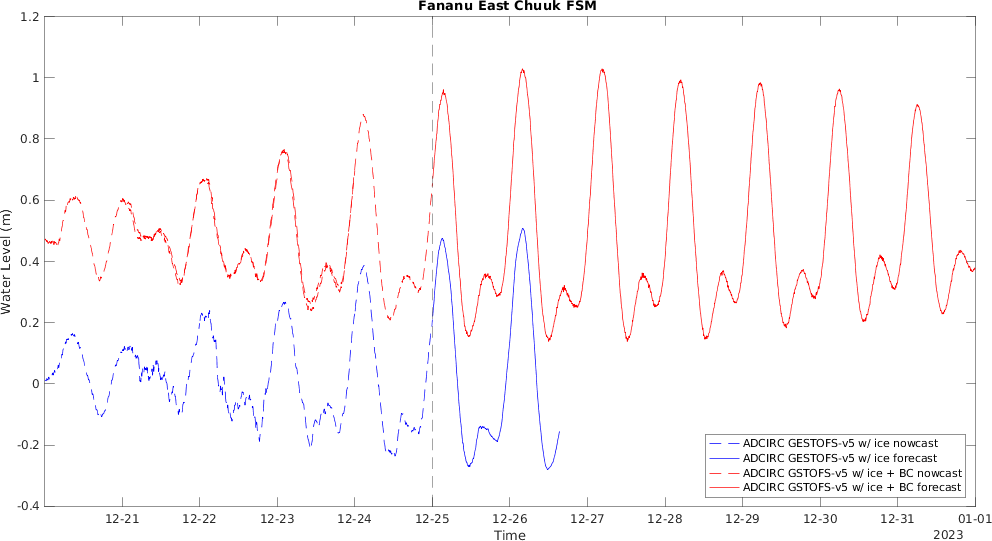 Fananu East Chuuk FSM
1.2
1
0.8
0.6
0.4
0.2
0
-0.2
-0.4
Water Level (m)
ADCIRC GESTOFS-v5 w/ ice nowcast
ADCIRC GESTOFS-v5 w/ ice forecast
ADCIRC GSTOFS-v5 w/ ice + BC nowcast
ADCIRC GSTOFS-v5 w/ ice + BC forecast
12-21 12-22 12-23 12-24 12-25 12-26 12-27 12-28 12-29 12-30 12-31 01-01
Time 2023